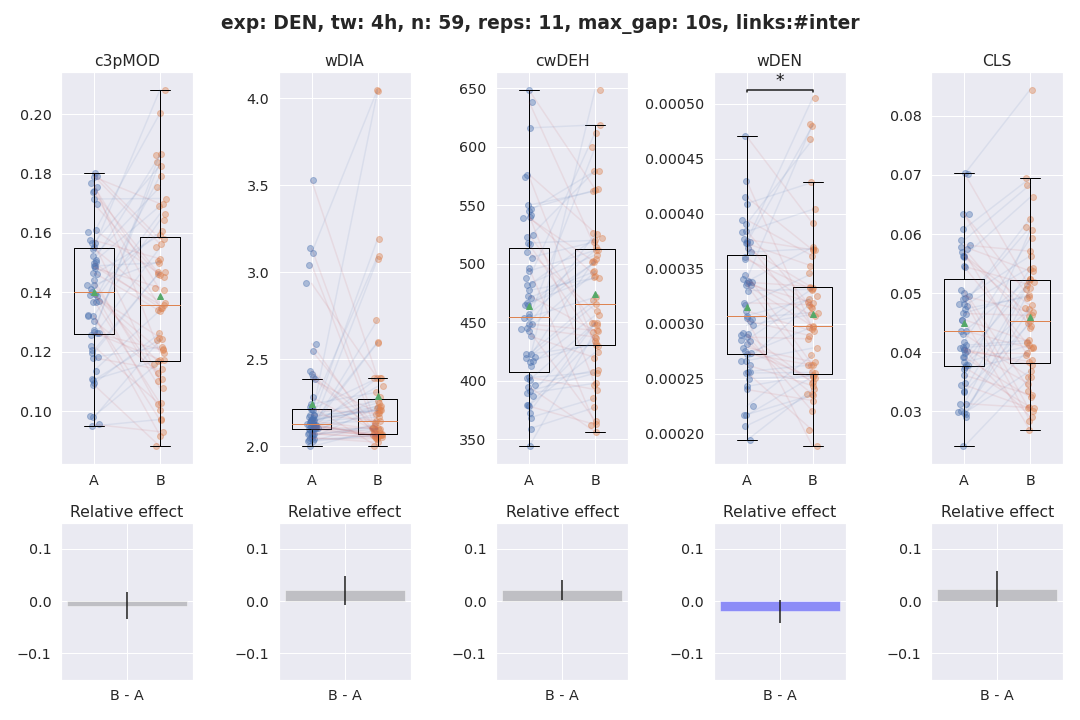 exp: DEN, tw: 4h, n: 59, reps: 11, max_gap: 10s, links:#inter
c3pMOD
wDIA
cwDEH
wDEN
CLS
*
0.20
0.18
0.16
0.14
0.12
0.10
A
B
4.0
3.5
3.0
2.5
2.0
A
B
650
600
550
500
450
400
350
A
B
0.00050
0.00045
0.00040
0.00035
0.00030
0.00025
0.00020
A
B
0.08
0.07
0.06
0.05
0.04
0.03
A
B
Relative effect
0.1
0.0
−0.1
B - A
Relative effect
0.1
0.0
−0.1
B - A
Relative effect
0.1
0.0
−0.1
B - A
Relative effect
0.1
0.0
−0.1
B - A
Relative effect
0.1
0.0
−0.1
B - A